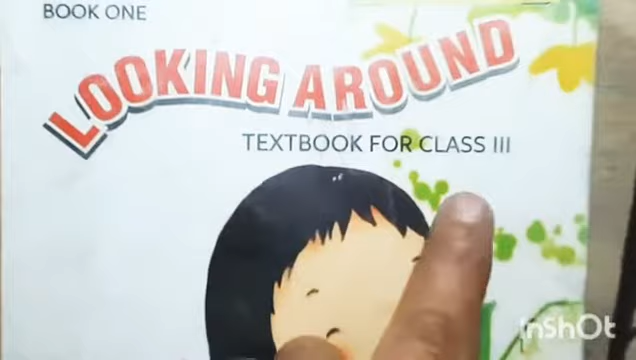 BOOK ONE
LOOKING AROUND
TEXTBOOK FOR CLASS III
InShOt